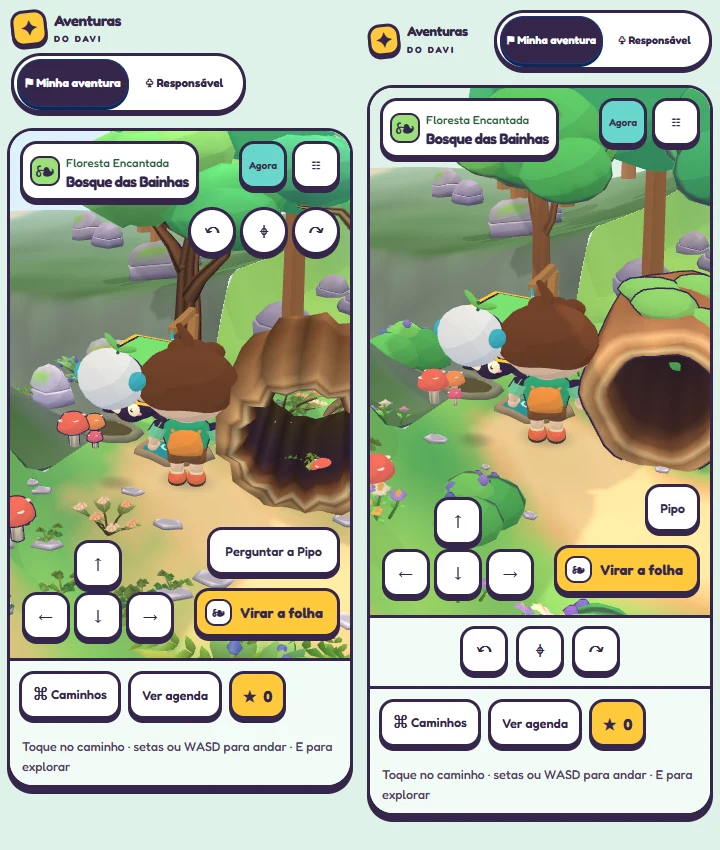 Aventuras
DO DAVI
Minha aventura
Responsável
Floresta Encantada
Bosque das Bainhas
Agora
Perguntar a Pipo
Virar a folha
Caminhos
Ver agenda
★ 0
Toque no caminho · setas ou WASD para andar · E para
explorar
Aventuras
DO DAVI
Minha aventura
Responsável
Floresta Encantada
Bosque das Bainhas
Agora
Pipo
Virar a folha
Caminhos
Ver agenda
★ 0
Toque no caminho · setas ou WASD para andar · E para
explorar